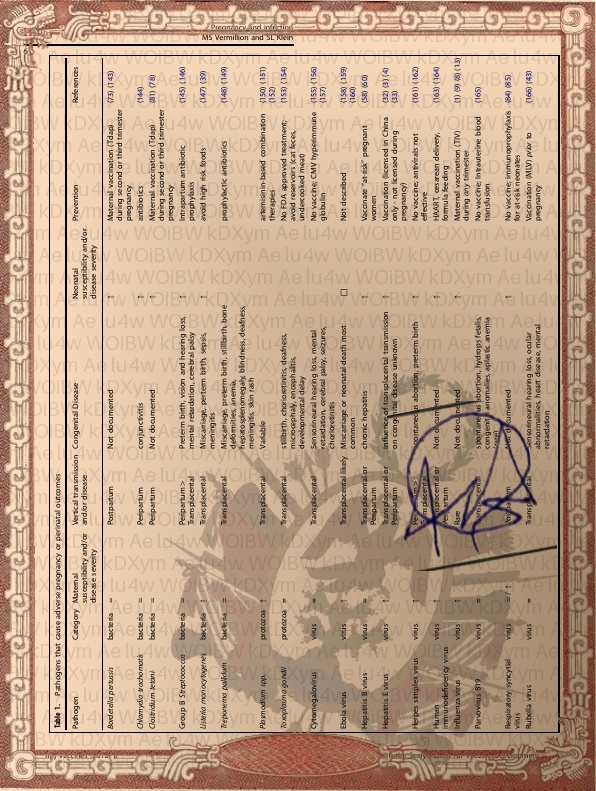 Pregnancy and infection
MS Vermillion and SL Klein
Table 1. Pathogens that cause adverse pregnancy or perinatal outcomes
Pathogen Category Maternal susceptibility and/or disease severity Vertical transmission and/or disease Congenital Disease Neonatal susceptibility and/or disease severity Prevention References
Bordetella pertussis bacteria = Postpartum Not documented ↑ Maternal vaccination (Tdap) during second or third trimester pregnancy (73) (143)
Chlamydia trachomatis bacteria = Peripartum Conjunctivitis ↑ antibiotics (144)
Clostridium tetani bacteria = Peripartum Not documented ↑ Maternal vaccination (Tdap) during second or third trimester pregnancy (81) (78)
Group B Streptococcus bacteria = Peripartum > Transplacental Preterm birth, vision and hearing loss, mental retardation, cerebral palsy ↑ Intrapartum antibiotic prophylaxis (145) (146)
Listeria monocytogenes bacteria ↑ Transplacental Miscarriage, preterm birth, sepsis, meningitis ↑ avoid high risk foods (147) (39)
Treponema pallidum bacteria = Transplacental Miscarriage, preterm birth, stillbirth, bone deformities, anemia, hepatosplenomegaly, blindness, deafness, meningitis, skin rash prophylactic antibiotics (148) (149)
Plasmodium spp. protozoa ↑ Transplacental Variable artemisinin-based combination therapies (150) (151) (152)
Toxoplasma gondii protozoa = Transplacental stillbirth, chorioretinitis, deafness, microcephaly, encephalitis, developmental delay No FDA approved treatment; avoid reservoirs (cat feces, undercooked meat) (153) (154)
Cytomegalovirus virus = Transplacental Sensorineural hearing loss, mental retardation, cerebral palsy, seizures, chorioretinitis No vaccine; CMV hyperimmune globulin (155) (156) (157)
Ebola virus virus ↑ Transplacental likely Miscarriage or neonatal death most common □ Not described (158) (159) (160)
Hepatitis B virus virus = Transplacental or Peripartum chronic hepatitis ↑ Vaccinate "at risk" pregnant women (58) (60)
Hepatitis E virus virus ↑ Transplacental or Peripartum influence of transplacental transmission on congenital disease unknown ↑ Vaccination (licensed in China only - not licensed during pregnancy) (32) (3) (4) (33)
Herpes simplex virus virus ↑ Peripartum > Transplacental spontaneous abortion, preterm birth ↑ No vaccine; antivirals not effective (161) (162)
Human immunodeficiency virus virus = Transplacental or Peripartum Not documented ↑ HAART, cesarean delivery, formula feeding (163) (164)
Influenza virus virus ↑ Rare Not documented ↑ Maternal vaccination (TIV) during any trimester (1) (9) (8) (13)
Parvovirus B19 virus = Transplacental spontaneous abortion, hydrops fetalis, congenital anomalies, aplastic anemia No vaccine; intrauterine blood transfusion (165)
Respiratory syncytial virus virus Not documented ↑ No vaccine; immunoprophylaxis for at-risk neonates (84) (85)
Rubella virus virus = Transplacental Sensorineural hearing loss, ocular abnormalities, heart disease, mental retardation Vaccination (MLV) prior to pregnancy (166) (43)
Ae lu4w WOiBW kDXym